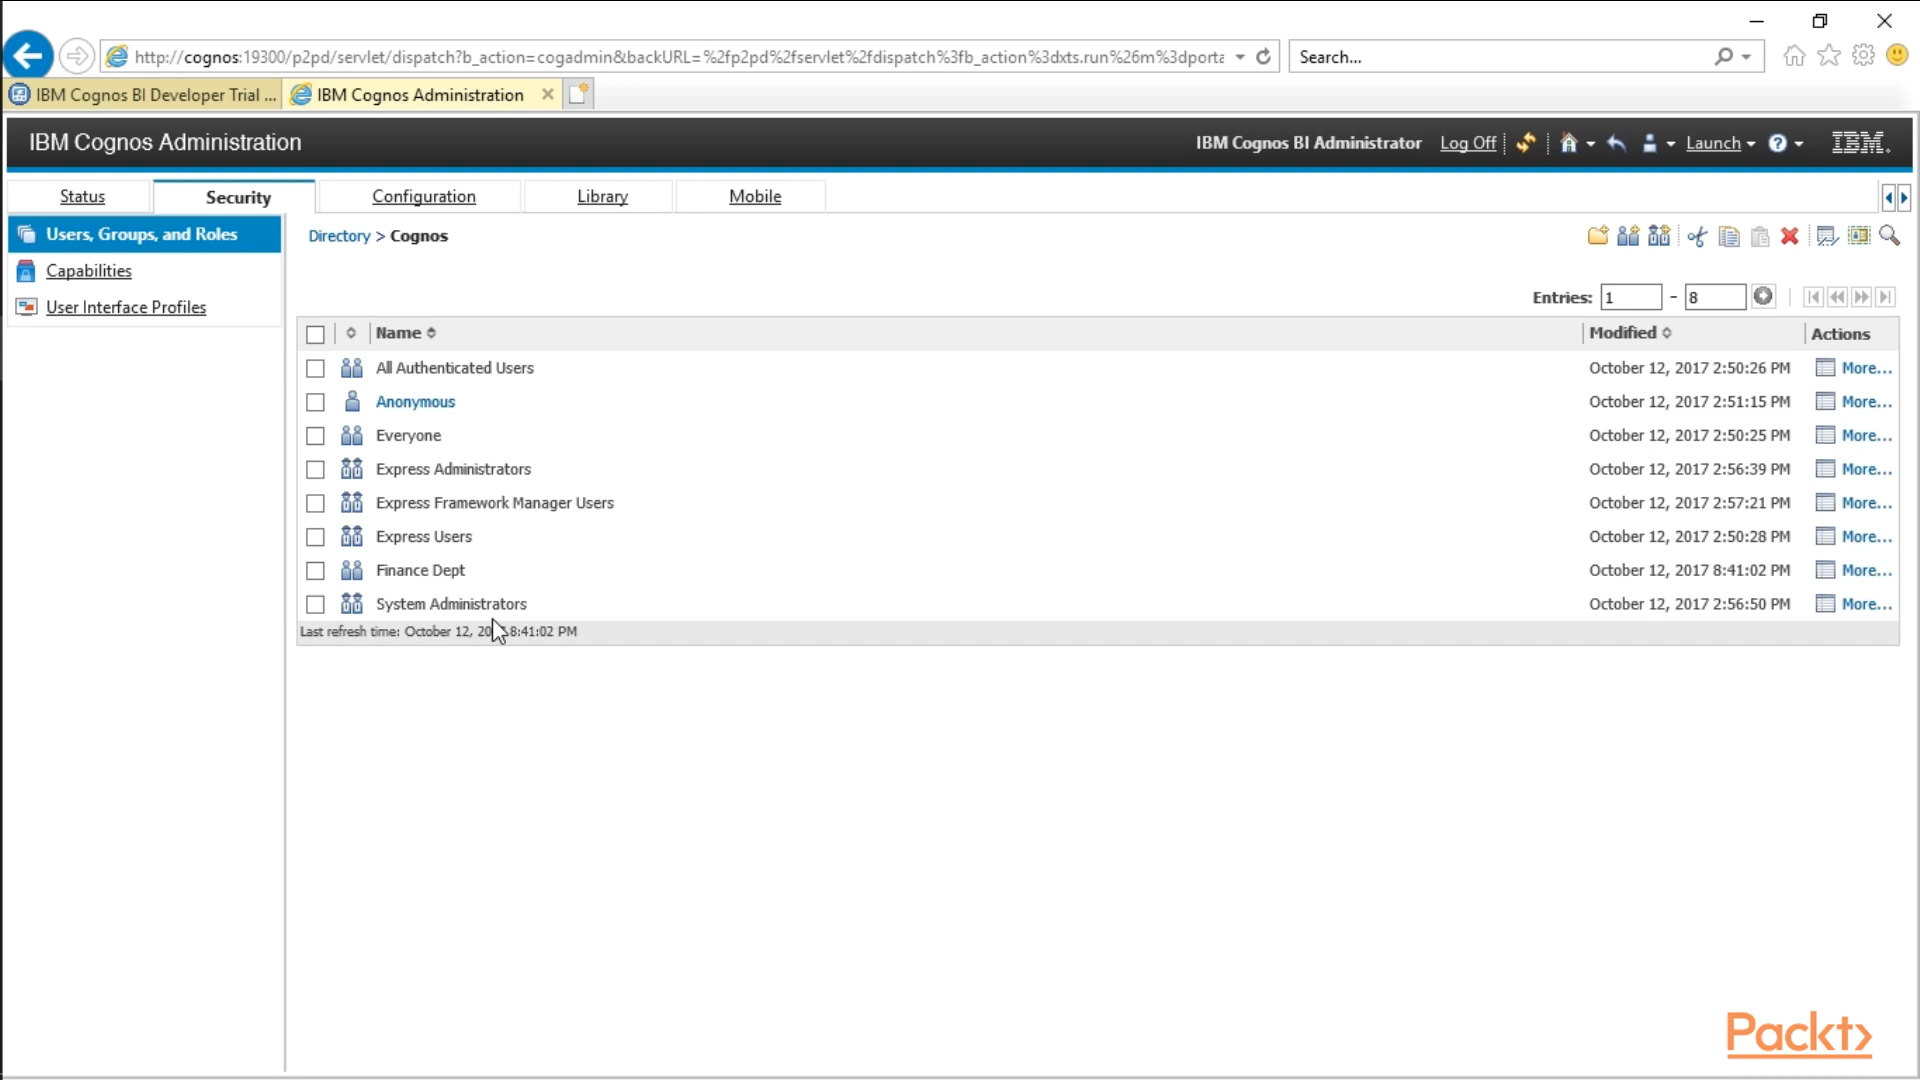 http://cognos:19300/p2pd/servlet/dispatch?b_action=cogadmin&backURL=%2fp2pd%2fservlet%2fdispatch%3fb_action%3dxts.run%26m%3dporta
Search...
IBM Cognos BI Developer Trial ...
IBM Cognos Administration
IBM Cognos Administration
IBM Cognos BI Administrator Log Off Launch IBM.
Status Security Configuration Library Mobile
Users, Groups, and Roles
Capabilities
User Interface Profiles
Directory > Cognos
Entries: 1 - 8
Name Modified Actions
All Authenticated Users October 12, 2017 2:50:26 PM More...
Anonymous October 12, 2017 2:51:15 PM More...
Everyone October 12, 2017 2:50:25 PM More...
Express Administrators October 12, 2017 2:56:39 PM More...
Express Framework Manager Users October 12, 2017 2:57:21 PM More...
Express Users October 12, 2017 2:50:28 PM More...
Finance Dept October 12, 2017 8:41:02 PM More...
System Administrators October 12, 2017 2:56:50 PM More...
Last refresh time: October 12, 8:41:02 PM
Packt>